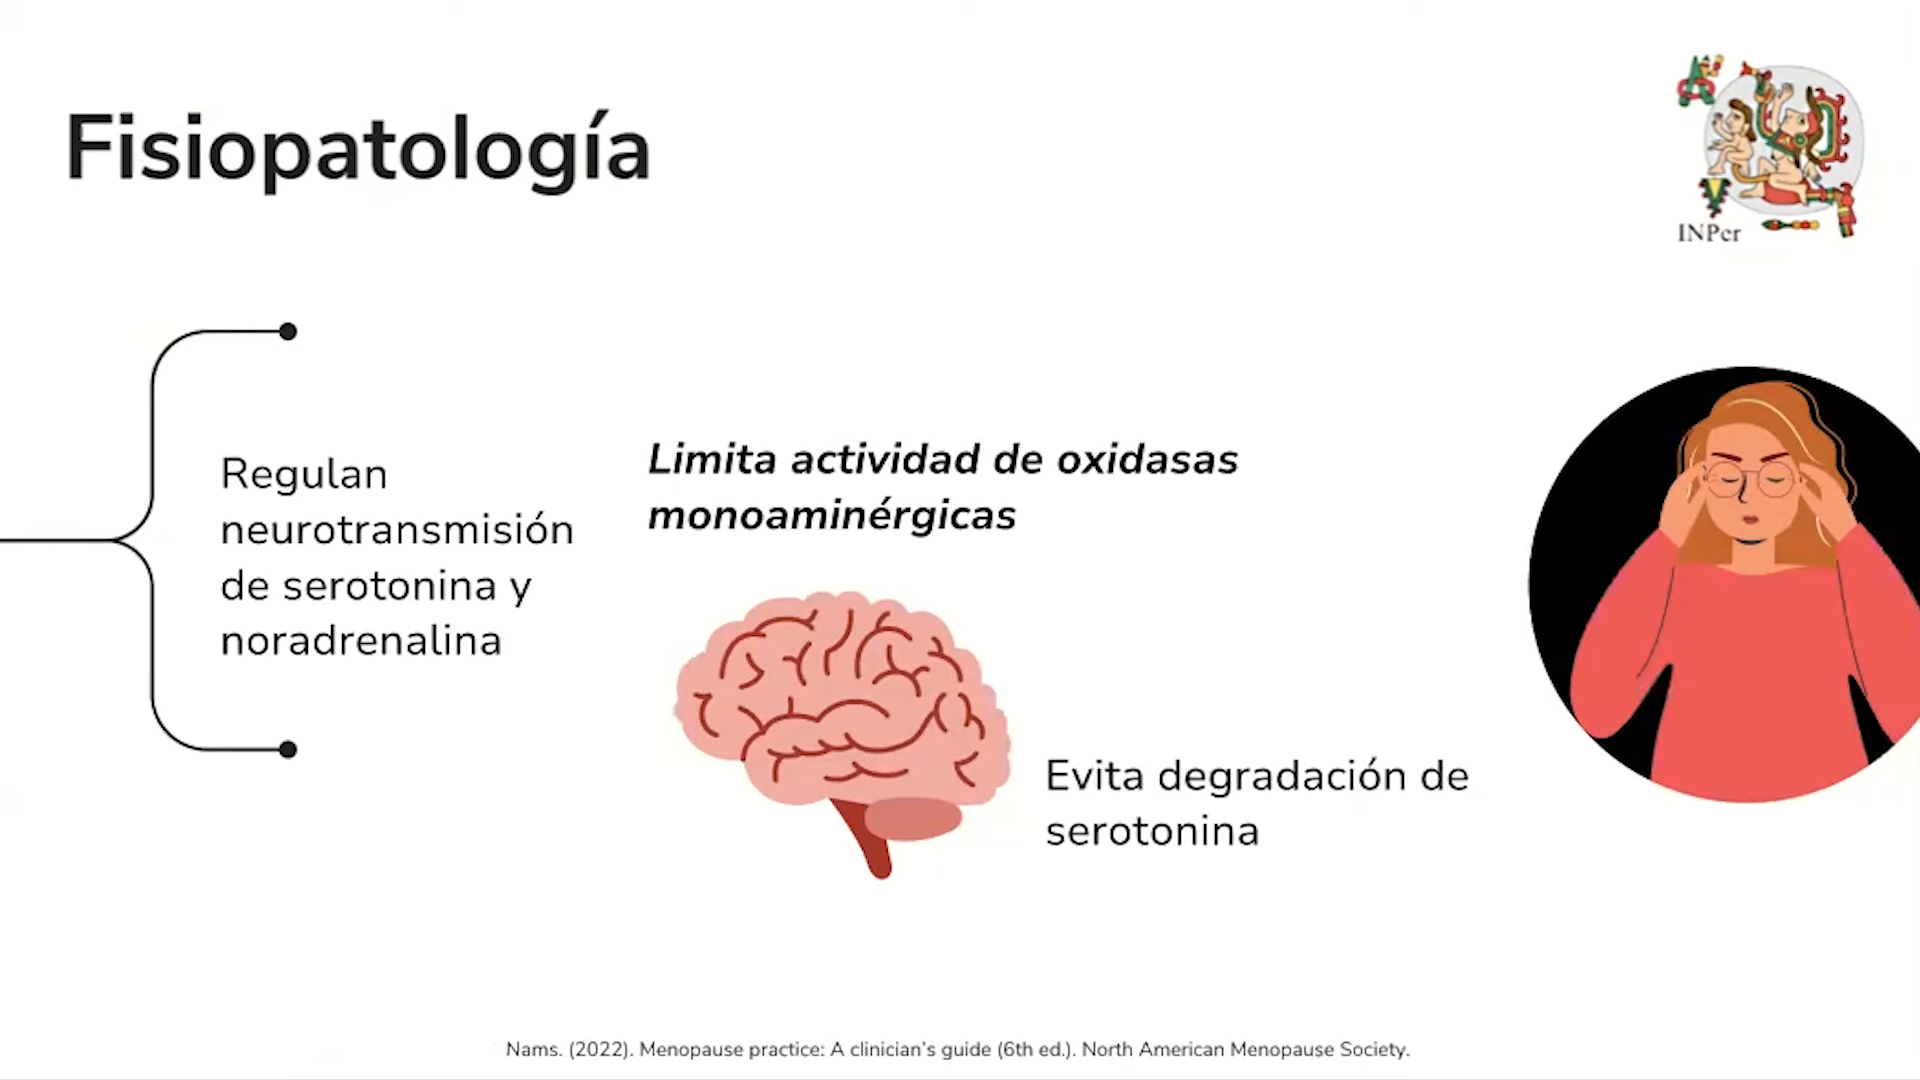 Fisiopatología
INPer
Regulan
neurotransmisión
de serotonina y
noradrenalina
Limita actividad de oxidasas
monoaminérgicas
Evita degradación de
serotonina
Nams. (2022). Menopause practice: A clinician's guide (6th ed.). North American Menopause Society.